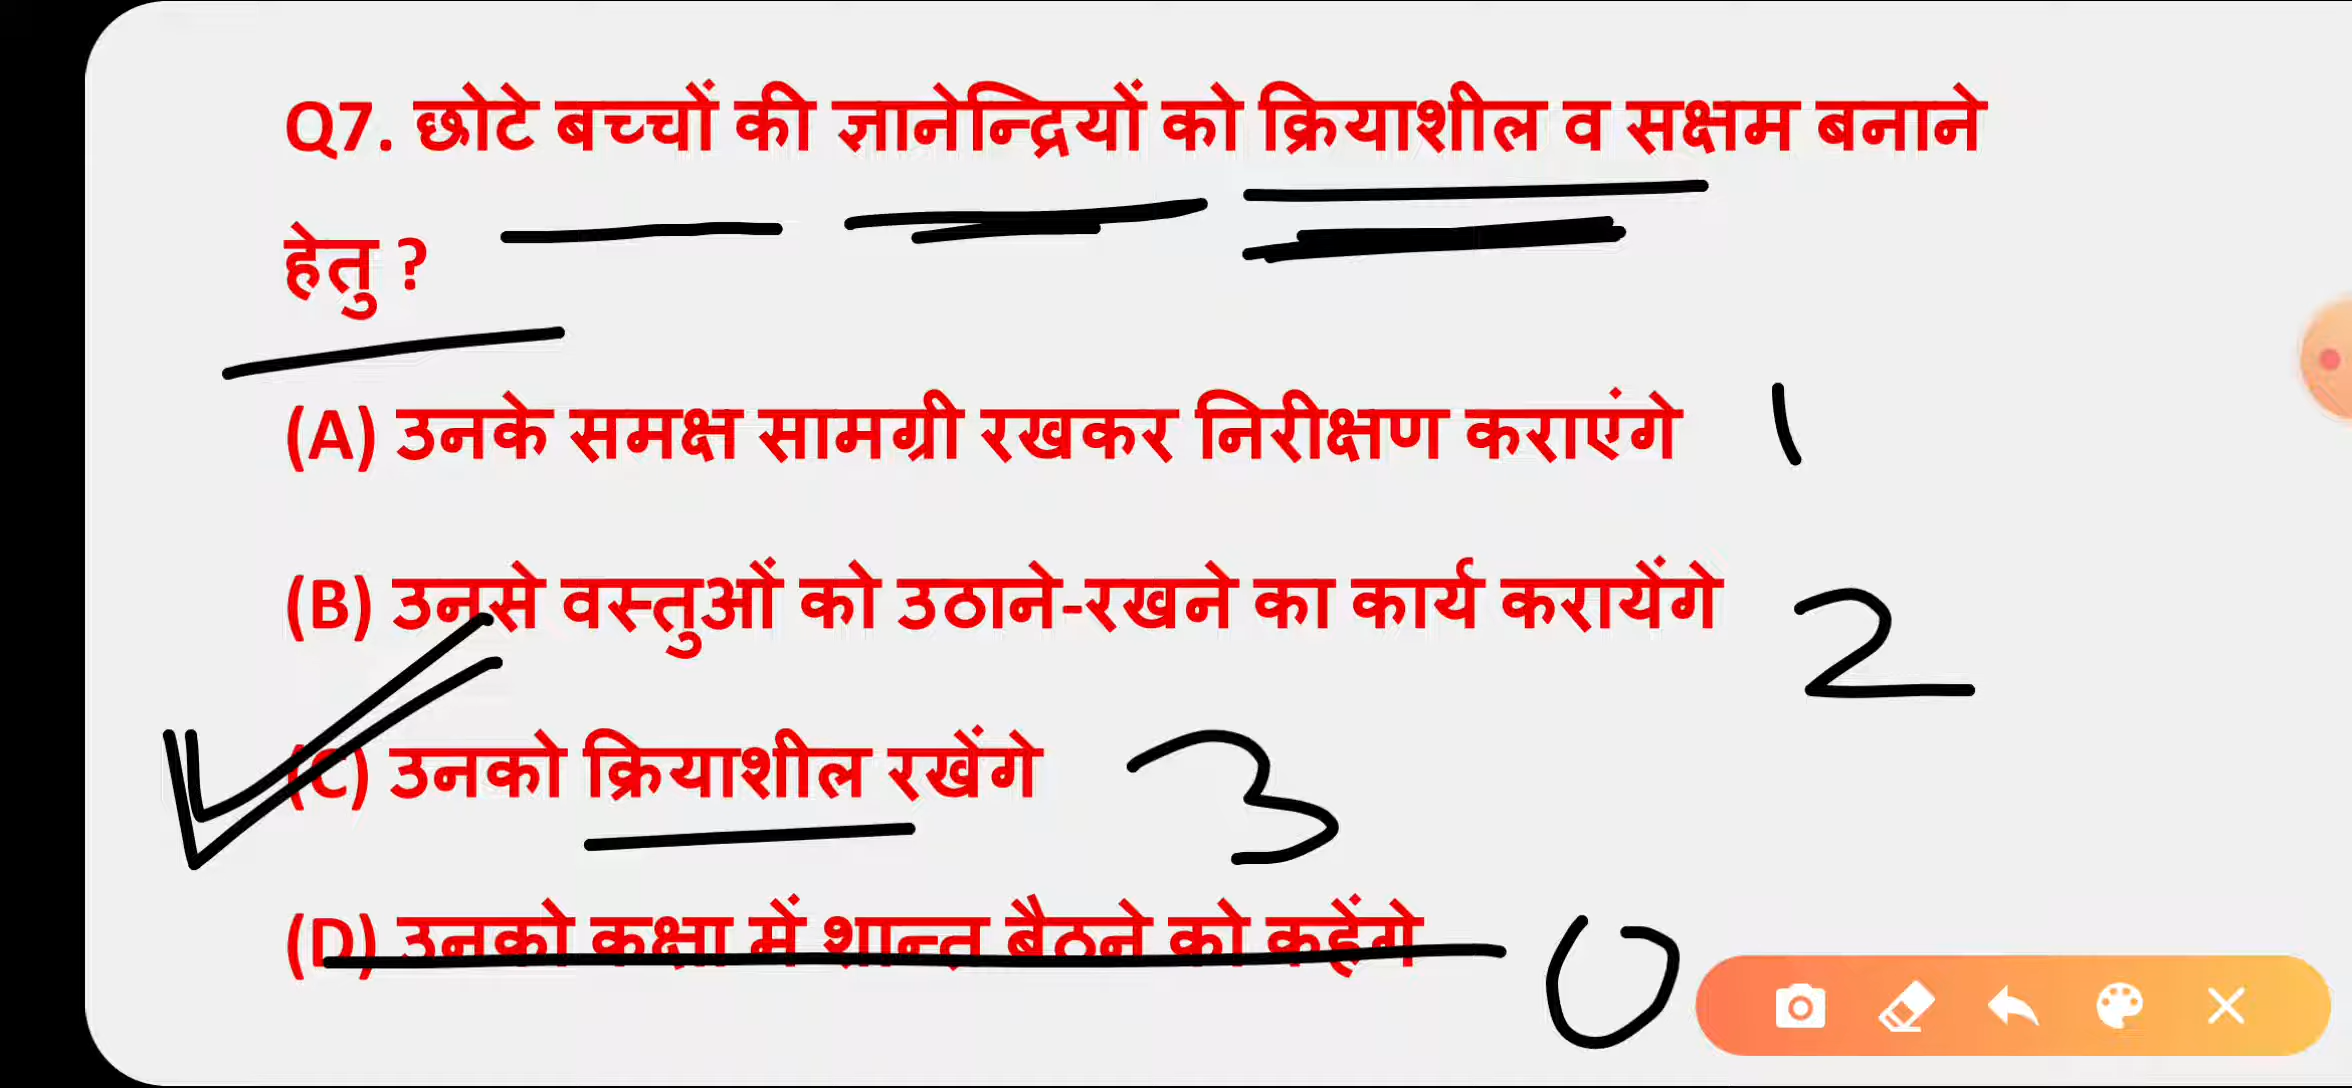 Q7. छोटे बच्चों की ज्ञानेन्द्रियों को क्रियाशील व सक्षम बनाने
हेतु ?
(A) उनके समक्ष सामग्री रखकर निरीक्षण कराएंगे 1
(B) उनसे वस्तुओं को उठाने-रखने का कार्य करायेंगे 2
(C) उनको क्रियाशील रखेंगे 3
(D) उनको कक्षा में शान्त बैठने को कहेंगे 0